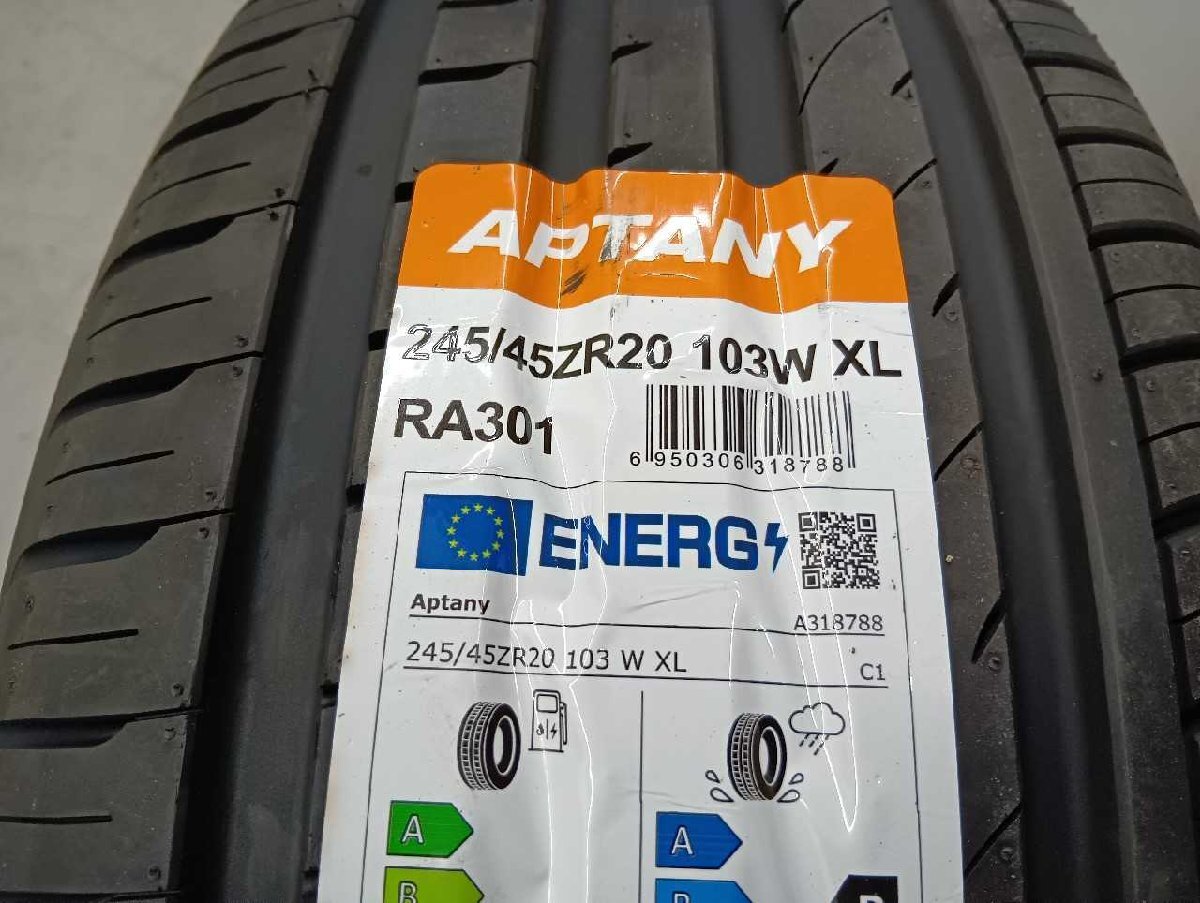 APTANY
245/45ZR20 103W XL
RA301
6 950306 318788
ENERG
Aptany
A318788
245/45ZR20 103 W XL
C1
A
A
B
B
B